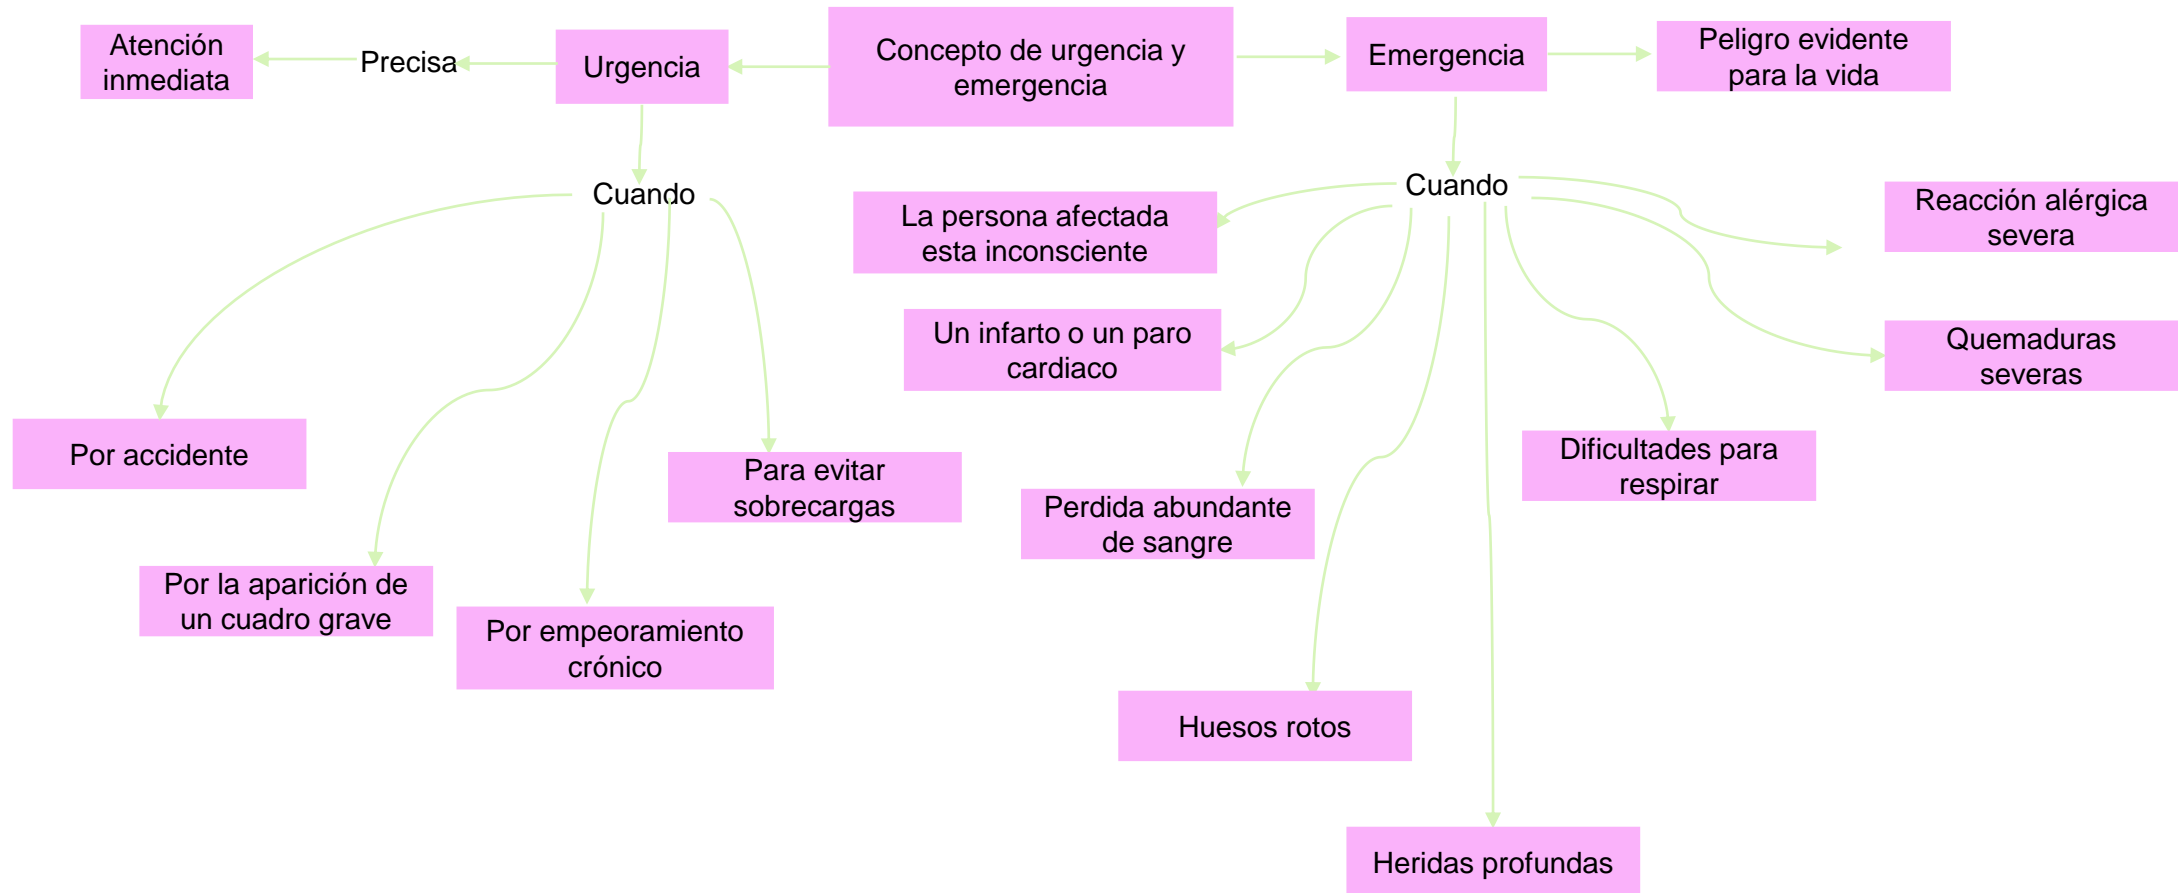 Concepto de urgencia y
emergencia
Urgencia
Precisa
Atención
inmediata
Cuando
Por accidente
Por la aparición de
un cuadro grave
Por empeoramiento
crónico
Para evitar
sobrecargas
Emergencia
Peligro evidente
para la vida
Cuando
La persona afectada
esta inconsciente
Un infarto o un paro
cardiaco
Perdida abundante
de sangre
Huesos rotos
Heridas profundas
Dificultades para
respirar
Quemaduras
severas
Reacción alérgica
severa